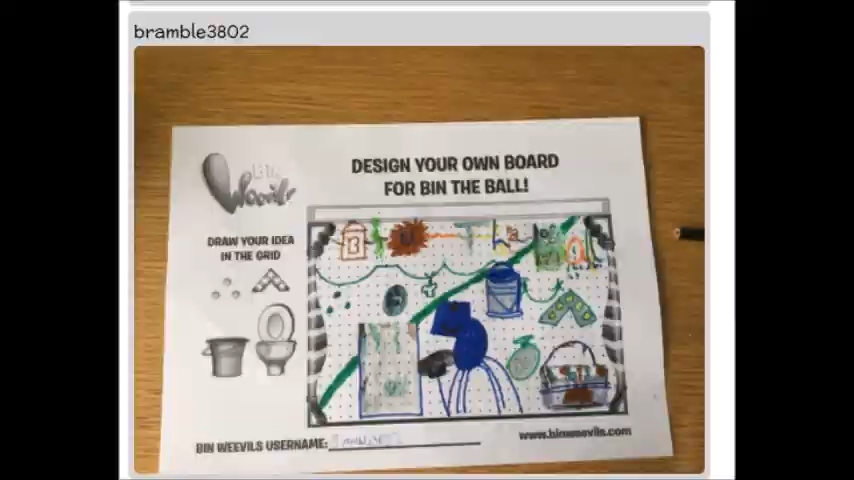 bramble3802
Bin
Weevils
DESIGN YOUR OWN BOARD
FOR BIN THE BALL!
DRAW YOUR IDEA
IN THE GRID
BIN WEEVILS USERNAME:
www.binweevils.com